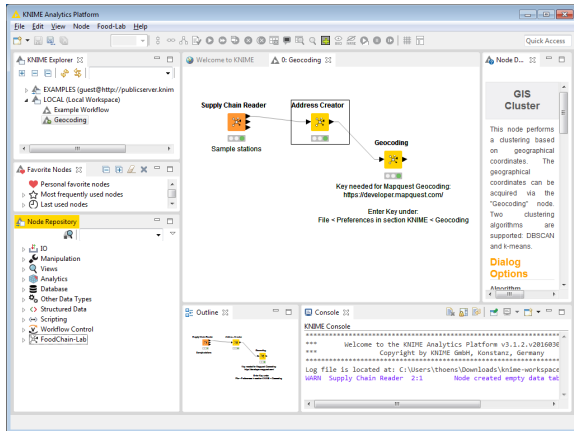 KNIME Analytics Platform
File Edit View Node Food-Lab Help
Quick Access
KNIME Explorer
EXAMPLES (guest@http://publicserver.knim
LOCAL (Local Workspace)
Example Workflow
Geocoding
Favorite Nodes
Personal favorite nodes
Most frequently used nodes
Last used nodes
Node Repository
IO
Manipulation
Views
Analytics
Database
Other Data Types
Structured Data
Scripting
Workflow Control
FoodChain-Lab
Welcome to KNIME
0: Geocoding
Supply Chain Reader
Sample stations
Address Creator
Geocoding
Key needed for Mapquest Geocoding:
https://developer.mapquest.com/
Enter Key under:
File < Preferences in section KNIME < Geocoding
Node D...
GIS
Cluster
This node performs
a clustering based
on geographical
coordinates. The
geographical
coordinates can be
acquired via the
"Geocoding" node.
Two clustering
algorithms are
supported: DBSCAN
and k-means.
Dialog
Options
Algorithm
Outline
Console
KNIME Console
*** Welcome to the KNIME Analytics Platform v3.1.2.v2016030
*** Copyright by KNIME GmbH, Konstanz, Germany
Log file is located at: C:\Users\thoens\Downloads\knime-workspace
WARN Supply Chain Reader 2:1 Node created empty data tab